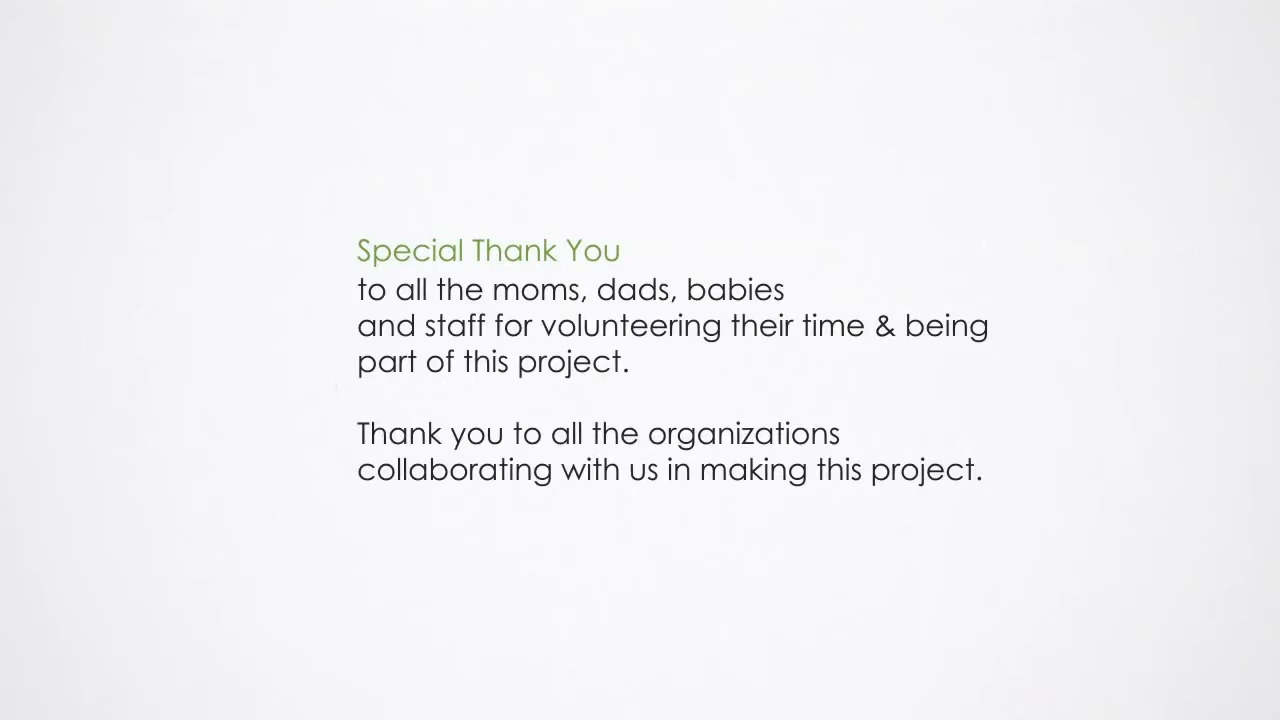 Special Thank You
to all the moms, dads, babies
and staff for volunteering their time & being
part of this project.
Thank you to all the organizations
collaborating with us in making this project.